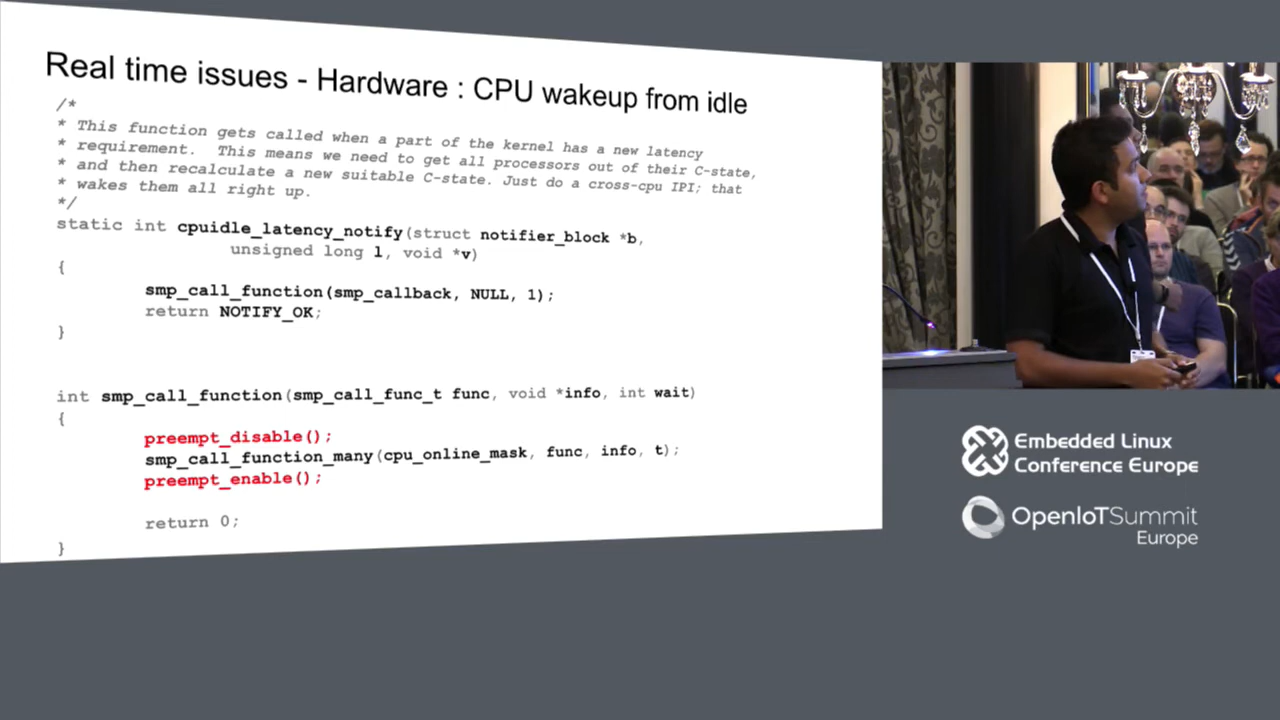 Real time issues - Hardware : CPU wakeup from idle
/*
* This function gets called when a part of the kernel has a new latency
* requirement.  This means we need to get all processors out of their C-state,
* and then recalculate a new suitable C-state. Just do a cross-cpu IPI; that
* wakes them all right up.
*/
static int cpuidle_latency_notify(struct notifier_block *b,
unsigned long l, void *v)
{
smp_call_function(smp_callback, NULL, 1);
return NOTIFY_OK;
}
int smp_call_function(smp_call_func_t func, void *info, int wait)
{
preempt_disable();
smp_call_function_many(cpu_online_mask, func, info, t);
preempt_enable();
return 0;
}
Embedded Linux
Conference Europe
OpenIoTSummit
Europe